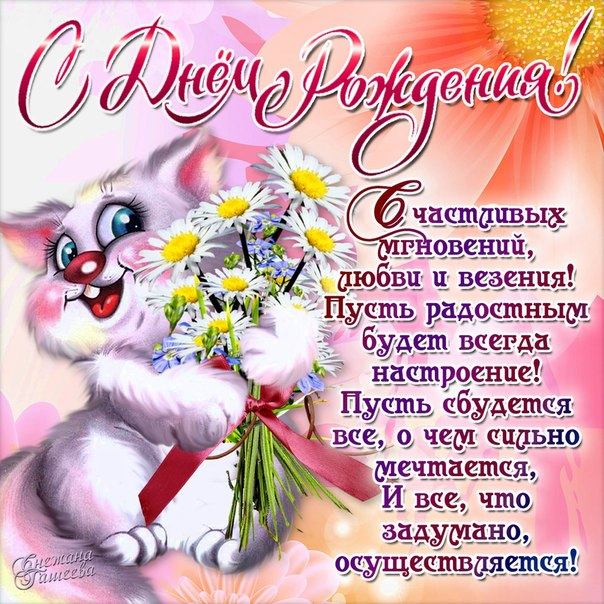 С Днём Рождения!
Счастливых
мгновений,
любви и везения!
Пусть радостным
будет всегда
настроение!
Пусть сбудется
все, о чем сильно
мечтается,
И все, что
задумано,
осуществляется!
Снежана
Гашеева